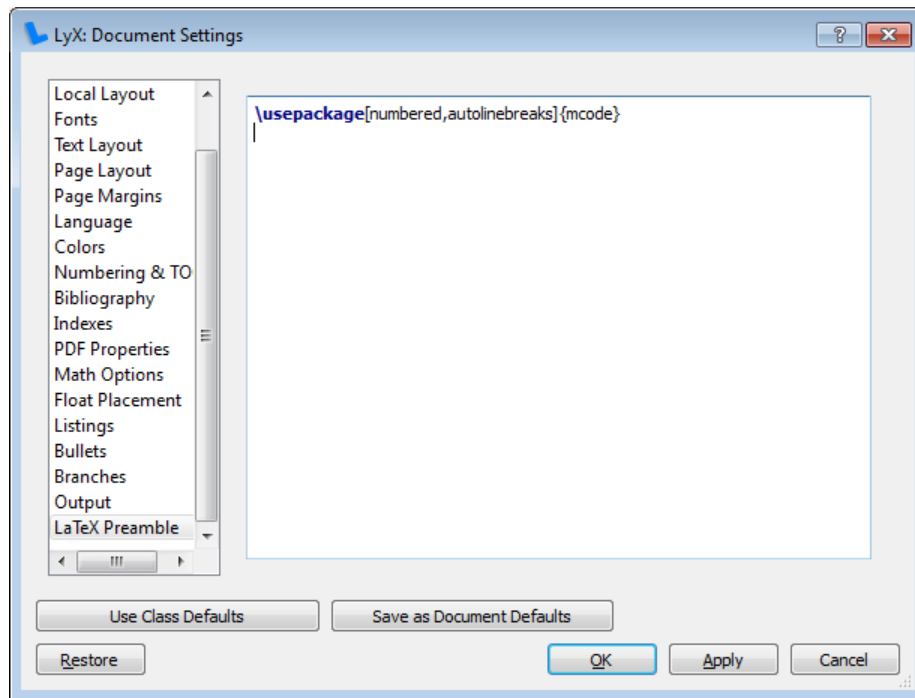 LyX: Document Settings
Local Layout
Fonts
Text Layout
Page Layout
Page Margins
Language
Colors
Numbering & TO
Bibliography
Indexes
PDF Properties
Math Options
Float Placement
Listings
Bullets
Branches
Output
LaTeX Preamble
\usepackage[numbered,autolinebreaks]{mcode}
Use Class Defaults
Save as Document Defaults
Restore
OK
Apply
Cancel